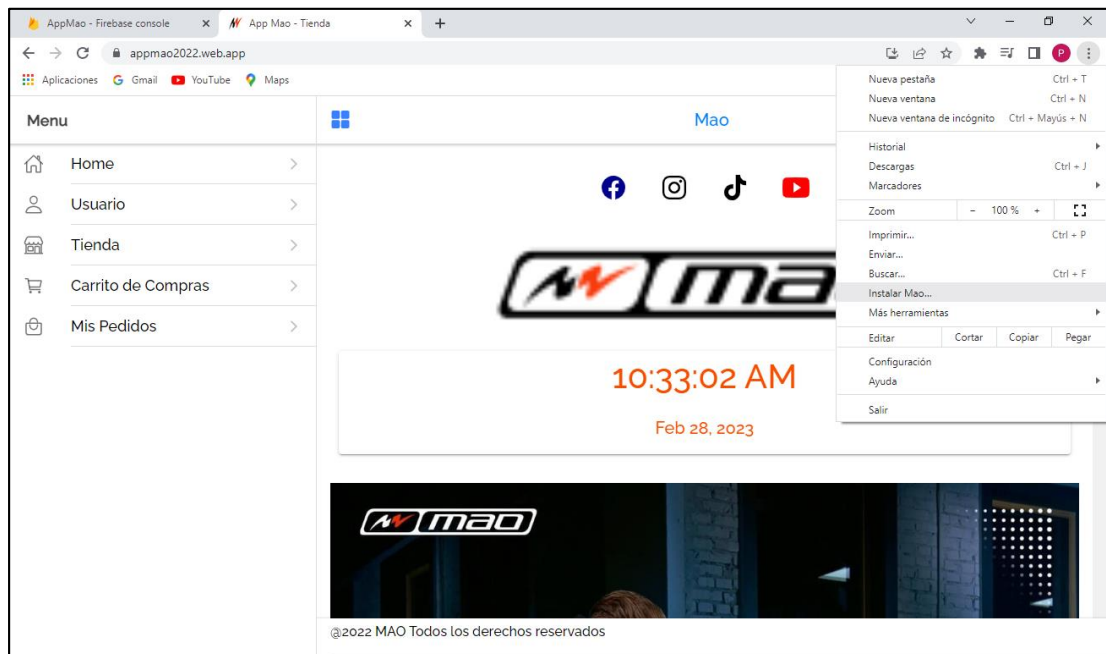 AppMao - Firebase console
App Mao - Tienda
appmao2022.web.app
P
Aplicaciones
Gmail
YouTube
Maps
Menu
Home
Usuario
Tienda
Carrito de Compras
Mis Pedidos
Mao
mao
10:33:02 AM
Feb 28, 2023
mao
@2022 MAO Todos los derechos reservados
Nueva pestaña Ctrl + T
Nueva ventana Ctrl + N
Nueva ventana de incógnito Ctrl + Mayús + N
Historial
Descargas Ctrl + J
Marcadores
Zoom - 100 % +
Imprimir... Ctrl + P
Enviar...
Buscar... Ctrl + F
Instalar Mao...
Más herramientas
Editar Cortar Copiar Pegar
Configuración
Ayuda
Salir